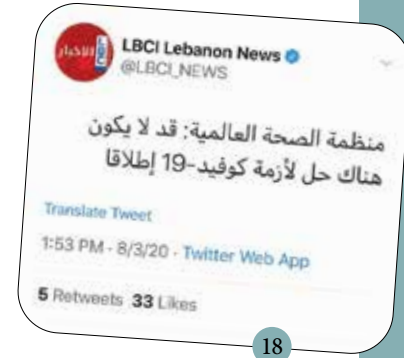 LBCI Lebanon News
@LBCI_NEWS
منظمة الصحة العالمية: قد لا يكون
هناك حل لأزمة كوفيد-19 إطلاقا
Translate Tweet
1:53 PM · 8/3/20 · Twitter Web App
5 Retweets 33 Likes
18